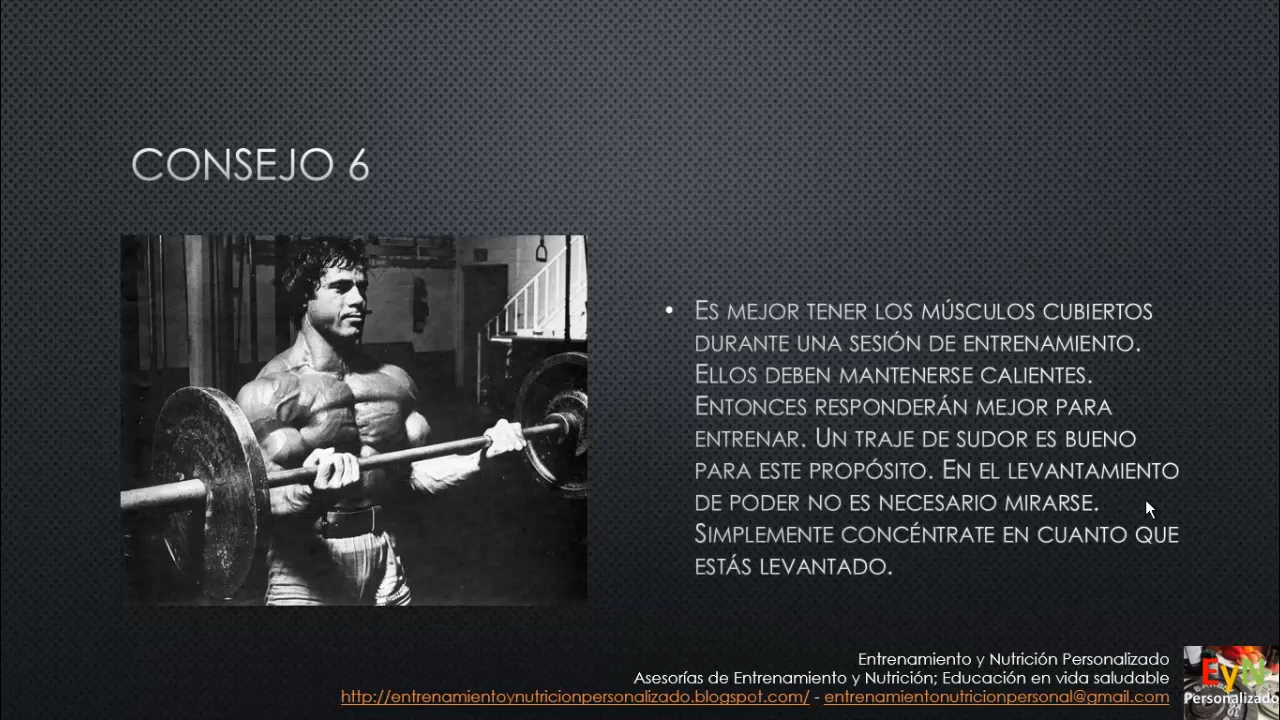 CONSEJO 6
• ES MEJOR TENER LOS MÚSCULOS CUBIERTOS
DURANTE UNA SESIÓN DE ENTRENAMIENTO.
ELLOS DEBEN MANTENERSE CALIENTES.
ENTONCES RESPONDERÁN MEJOR PARA
ENTRENAR. UN TRAJE DE SUDOR ES BUENO
PARA ESTE PROPÓSITO. EN EL LEVANTAMIENTO
DE PODER NO ES NECESARIO MIRARSE.
SIMPLEMENTE CONCÉNTRATE EN CUANTO QUE
ESTÁS LEVANTADO.
Entrenamiento y Nutrición Personalizado
Asesorías de Entrenamiento y Nutrición; Educación en vida saludable
http://entrenamientoynutricionpersonalizado.blogspot.com/ - entrenamientonutricionpersonal@gmail.com
EyN
Personalizado